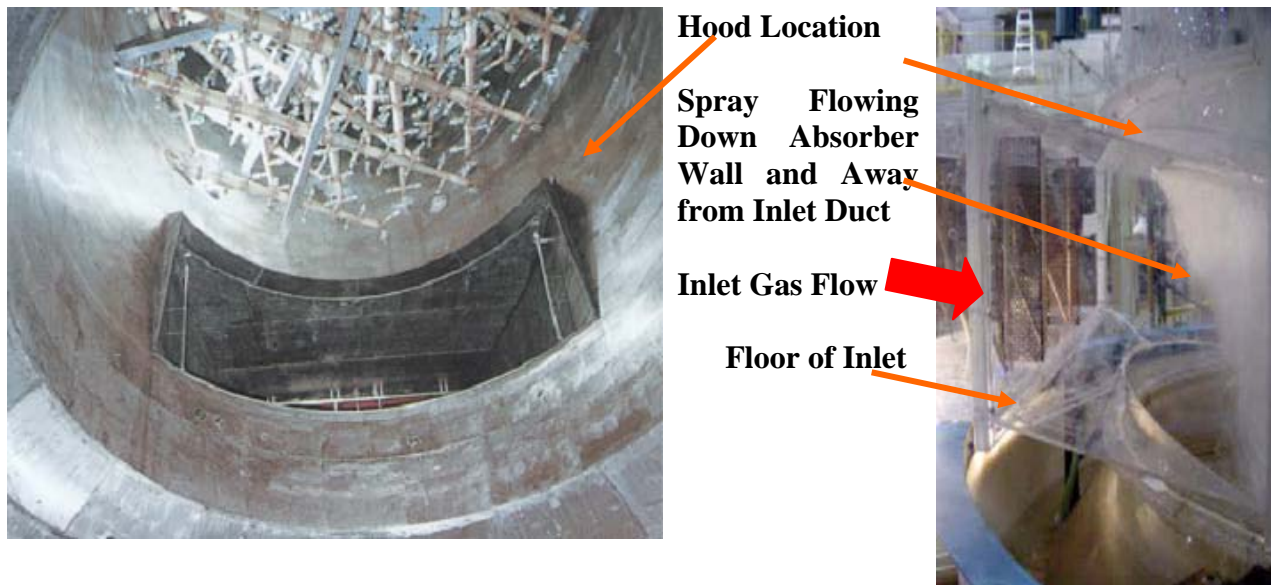 Hood Location
Spray Flowing
Down Absorber
Wall and Away
from Inlet Duct
Inlet Gas Flow
Floor of Inlet